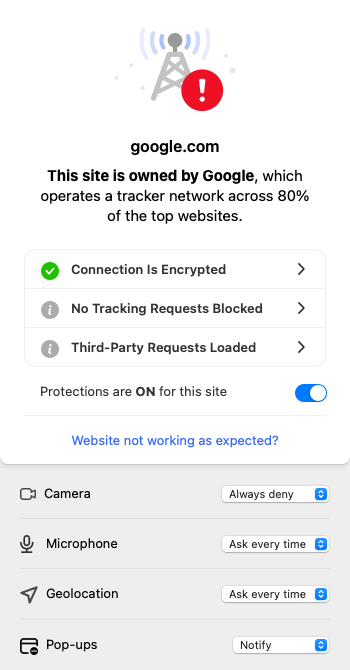 google.com
This site is owned by Google, which
operates a tracker network across 80%
of the top websites.
Connection Is Encrypted
No Tracking Requests Blocked
Third-Party Requests Loaded
Protections are ON for this site
Website not working as expected?
Camera Always deny
Microphone Ask every time
Geolocation Ask every time
Pop-ups Notify